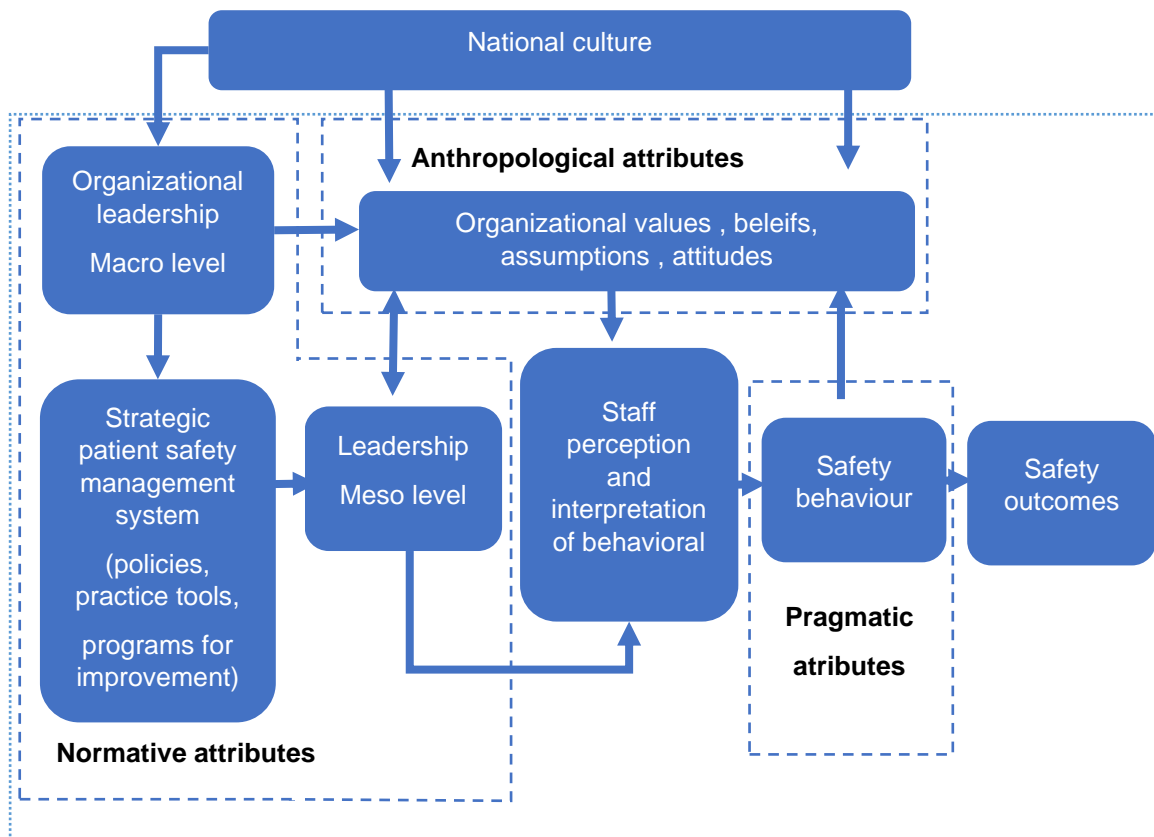 National culture
Anthropological attributes
Organizational
leadership
Macro level
Organizational values , beleifs,
assumptions , attitudes
Strategic
patient safety
management
system
(policies,
practice tools,
programs for
improvement)
Leadership
Meso level
Staff
perception
and
interpretation
of behavioral
Safety
behaviour
Safety
outcomes
Pragmatic
atributes
Normative attributes